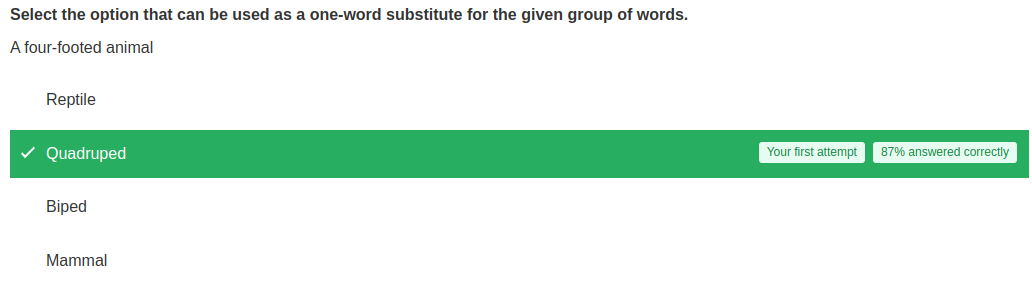 Select the option that can be used as a one-word substitute for the given group of words.
A four-footed animal
Reptile
Quadruped Your first attempt 87% answered correctly
Biped
Mammal